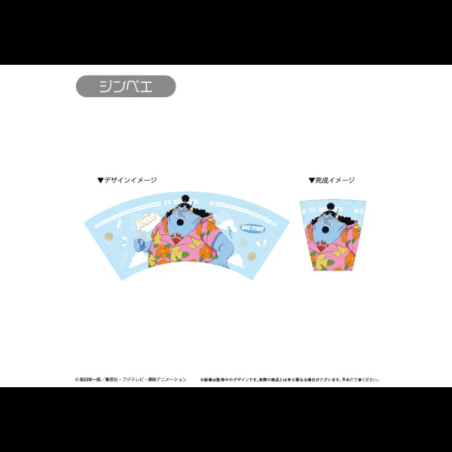 ジンベエ
▼デザインイメージ
▼完成イメージ
ONE PIECE
©尾田栄一郎／集英社・フジテレビ・東映アニメーション
※画像は監修中のデザインです。実際の商品とは多少異なる場合がございます。予めご了承ください。